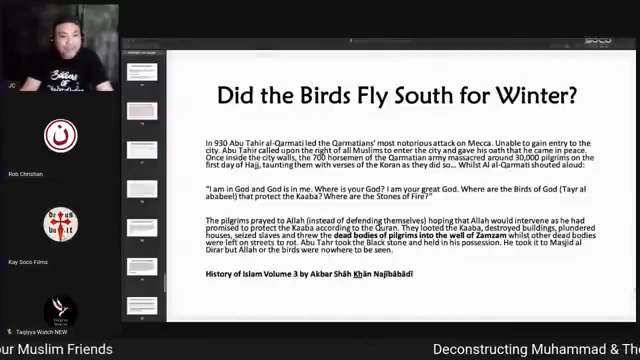 Did the Birds Fly South for Winter?
In 930 Abu Tahir al-Qarmati led the Qarmatians's most notorious attack on Mecca. Unable to gain entry to the
city. Abu Tahir called upon the right of all Muslims to enter the city and gave his oath that he came in peace.
Once inside the city walls, the 700 horsemen of the Qarmatian army massacred around 30,000 pilgrims on the
first day of Hajj, taunting them with verses of the Koran as they did so... Whilst Al al-Qarmati shouted aloud:
"I am in God and God is in me. Where is your God? I am your great God. Where are the Birds of God (Tayr al
ababeel) that protect the Kaaba? Where are the Stones of Fire?"
The pilgrims prayed to Allah (instead of defending themselves) hoping that Allah would intervene as he had
promised to protect the Kaaba according to the Quran. They looted the Kaaba, destroyed buildings, plundered
houses, seized slaves and threw the dead bodies of pilgrims into the well of Zamzam whilst other dead bodies
were left on streets to rot. Abu Tahr took the Black stone and held in his possession. He took it to Masjid al
Dirar but Allah or the birds were nowhere to be seen.
History of Islam Volume 3 by Akbar Shāh Khān Najībābādī
JC
Rob Christian
Kay Soco Films
Taqiyya Watch NEW
our Muslim Friends
Deconstructing Muhammad & The